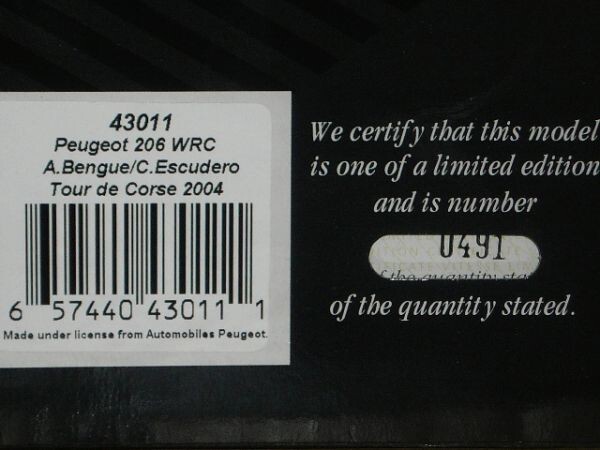 43011
Peugeot 206 WRC
A.Bengue/C.Escudero
Tour de Corse 2004
6 57440 43011 1
Made under license from Automobiles Peugeot.
We certify that this model
is one of a limited edition
and is number
0491
of the quantity stated.